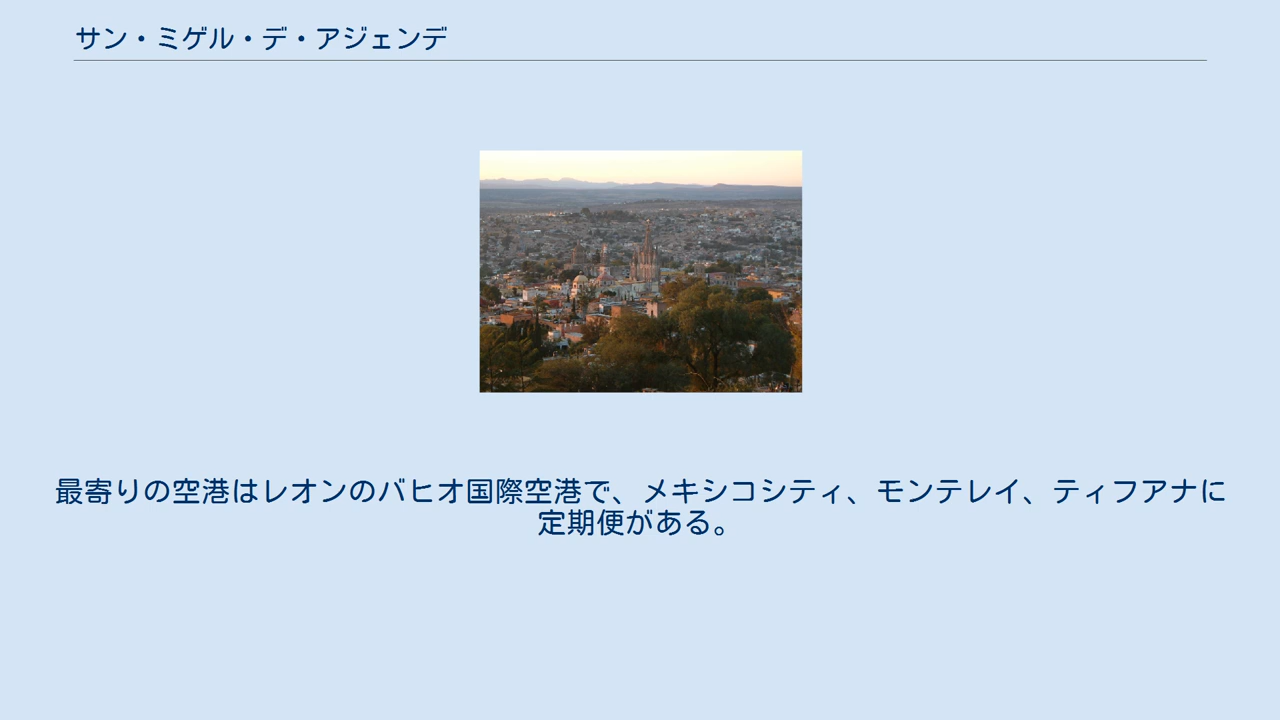 サン・ミゲル・デ・アジェンデ
最寄りの空港はレオンのバヒオ国際空港で、メキシコシティ、モンテレイ、ティフアナに
定期便がある。